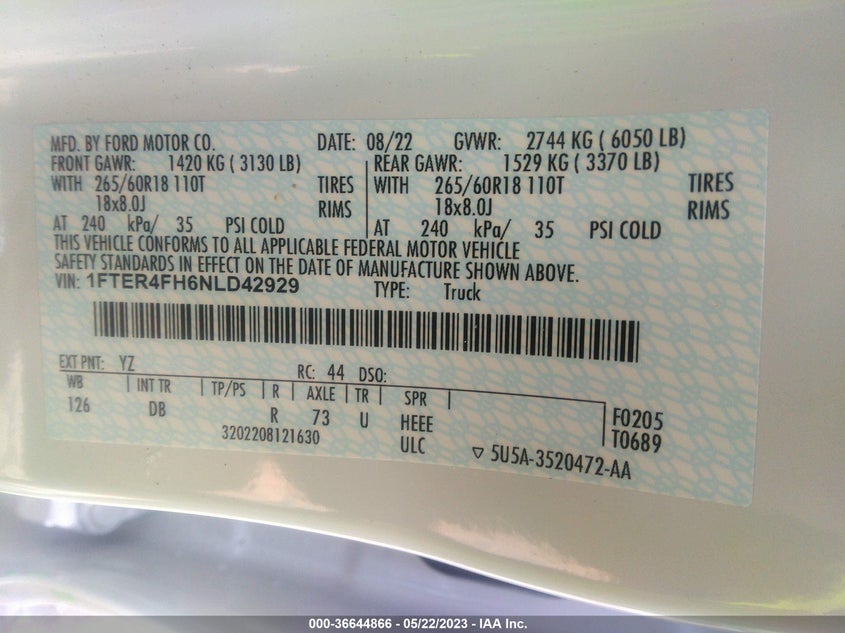 MFD. BY FORD MOTOR CO. DATE: 08/22 GVWR: 2744 KG ( 6050 LB)
FRONT GAWR: 1420 KG ( 3130 LB) REAR GAWR: 1529 KG ( 3370 LB)
WITH 265/60R18 110T TIRES WITH 265/60R18 110T TIRES
18x8.0J RIMS 18x8.0J RIMS
AT 240 kPa/ 35 PSI COLD AT 240 kPa/ 35 PSI COLD
THIS VEHICLE CONFORMS TO ALL APPLICABLE FEDERAL MOTOR VEHICLE
SAFETY STANDARDS IN EFFECT ON THE DATE OF MANUFACTURE SHOWN ABOVE.
VIN: 1FTER4FH6NLD42929 TYPE: Truck
EXT PNT: YZ RC: 44 DSO:
WB INT TR TP/PS R AXLE TR SPR
126 DB R 73 U HEEE F0205
3202208121630 ULC T0689
5U5A-3520472-AA
000-36644866 - 05/22/2023 - IAA Inc.